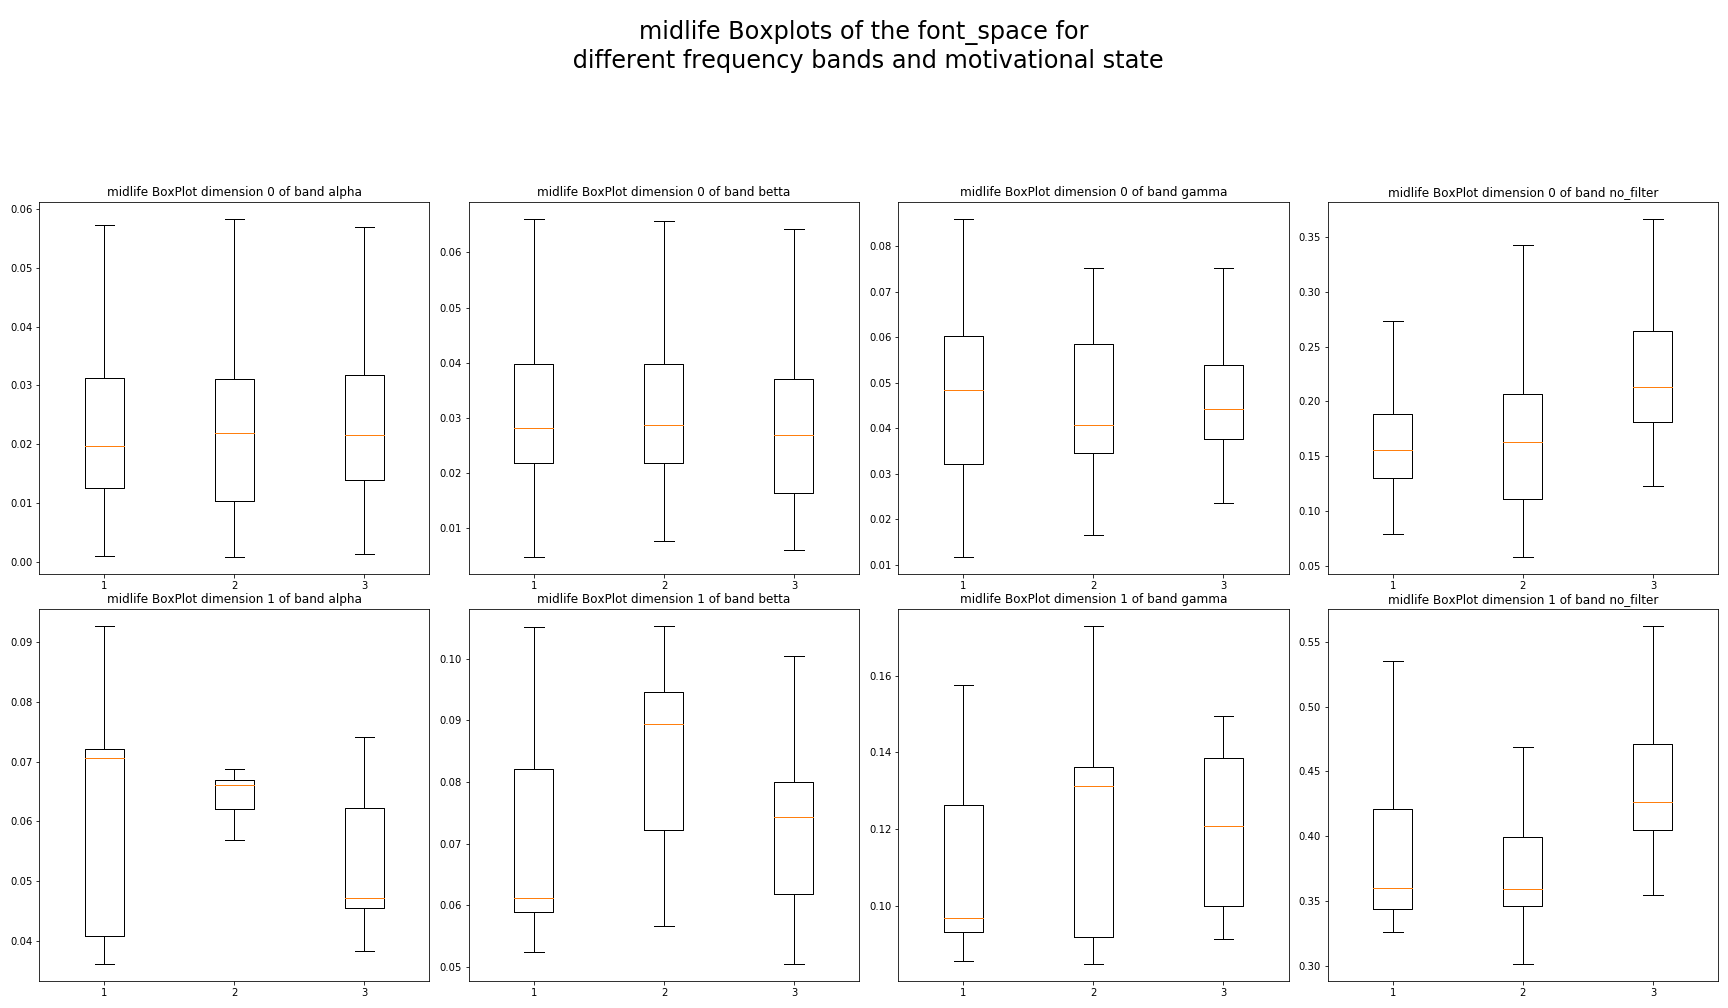 midlife Boxplots of the font_space for
different frequency bands and motivational state
midlife BoxPlot dimension 0 of band alpha
0.06
0.05
0.04
0.03
0.02
0.01
0.00
1 2 3
midlife BoxPlot dimension 0 of band betta
0.06
0.05
0.04
0.03
0.02
0.01
1 2 3
midlife BoxPlot dimension 0 of band gamma
0.08
0.07
0.06
0.05
0.04
0.03
0.02
0.01
1 2 3
midlife BoxPlot dimension 0 of band no_filter
0.35
0.30
0.25
0.20
0.15
0.10
0.05
1 2 3
midlife BoxPlot dimension 1 of band alpha
0.09
0.08
0.07
0.06
0.05
0.04
1 2 3
midlife BoxPlot dimension 1 of band betta
0.10
0.09
0.08
0.07
0.06
0.05
1 2 3
midlife BoxPlot dimension 1 of band gamma
0.16
0.14
0.12
0.10
1 2 3
midlife BoxPlot dimension 1 of band no_filter
0.55
0.50
0.45
0.40
0.35
0.30
1 2 3